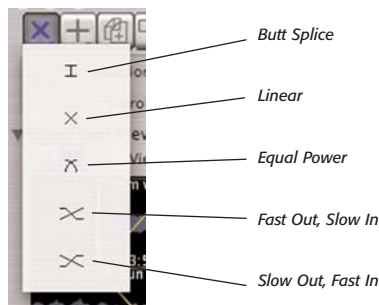 Butt Splice
Linear
Equal Power
Fast Out, Slow In
Slow Out, Fast In